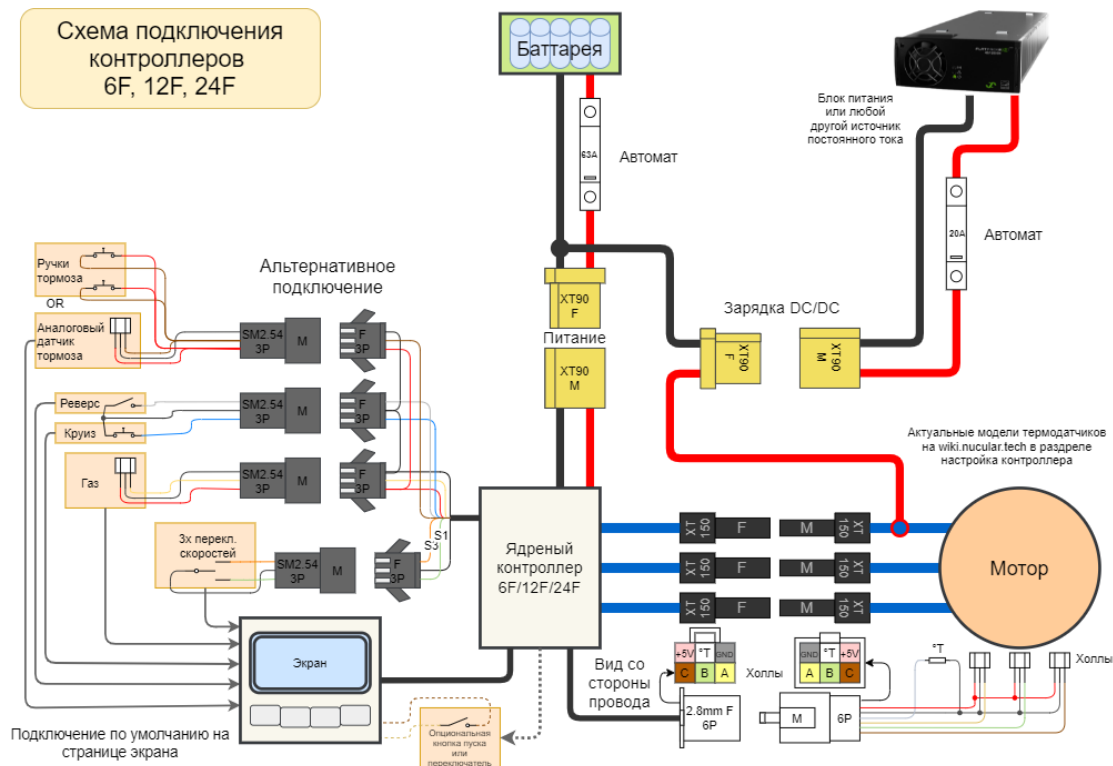 Схема подключения
контроллеров
6F, 12F, 24F
Баттарея
63A
Автомат
Блок питания
или любой
другой источник
постоянного тока
20A
Автомат
Ручки
тормоза
OR
Аналоговый
датчик
тормоза
Альтернативное
подключение
SM2.54
3P
M
F
3P
Реверс
Круиз
SM2.54
3P
M
F
3P
Газ
SM2.54
3P
M
F
3P
3х перекл.
скоростей
SM2.54
3P
M
F
3P
S3
S1
XT90
F
Питание
XT90
M
Зарядка DC/DC
XT90
F
XT90
M
Актуальные модели термодатчиков
на wiki.nucular.tech в раздреле
настройка контроллера
Ядреный
контроллер
6F/12F/24F
XT
150
F
M
XT
150
XT
150
F
M
XT
150
XT
150
F
M
XT
150
Мотор
Экран
Вид со
стороны
провода
+5V
°T
GND
C
B
A
Холлы
GND
°T
+5V
A
B
C
°T
Холлы
2.8mm F
6P
M
6P
Подключение по умолчанию на
странице экрана
Опциональная
кнопка пуска
или
переключатель